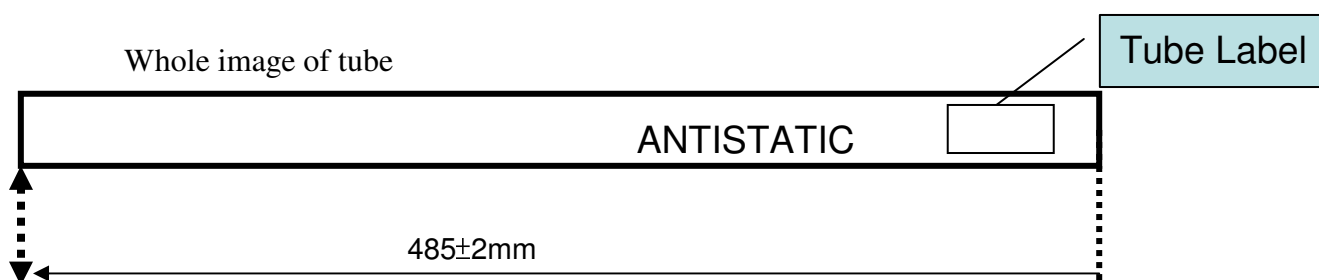 Tube Label
Whole image of tube
ANTISTATIC
485±2mm